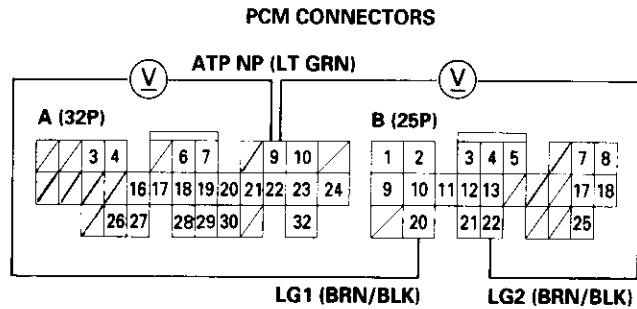 PCM CONNECTORS
V ATP NP (LT GRN) V
A (32P) B (25P)
3 4 6 7 9 10 1 2 3 4 5 7 8
16 17 18 19 20 21 22 23 24 9 10 11 12 13 17 18
26 27 28 29 30 32 20 21 22 25
LG1 (BRN/BLK) LG2 (BRN/BLK)